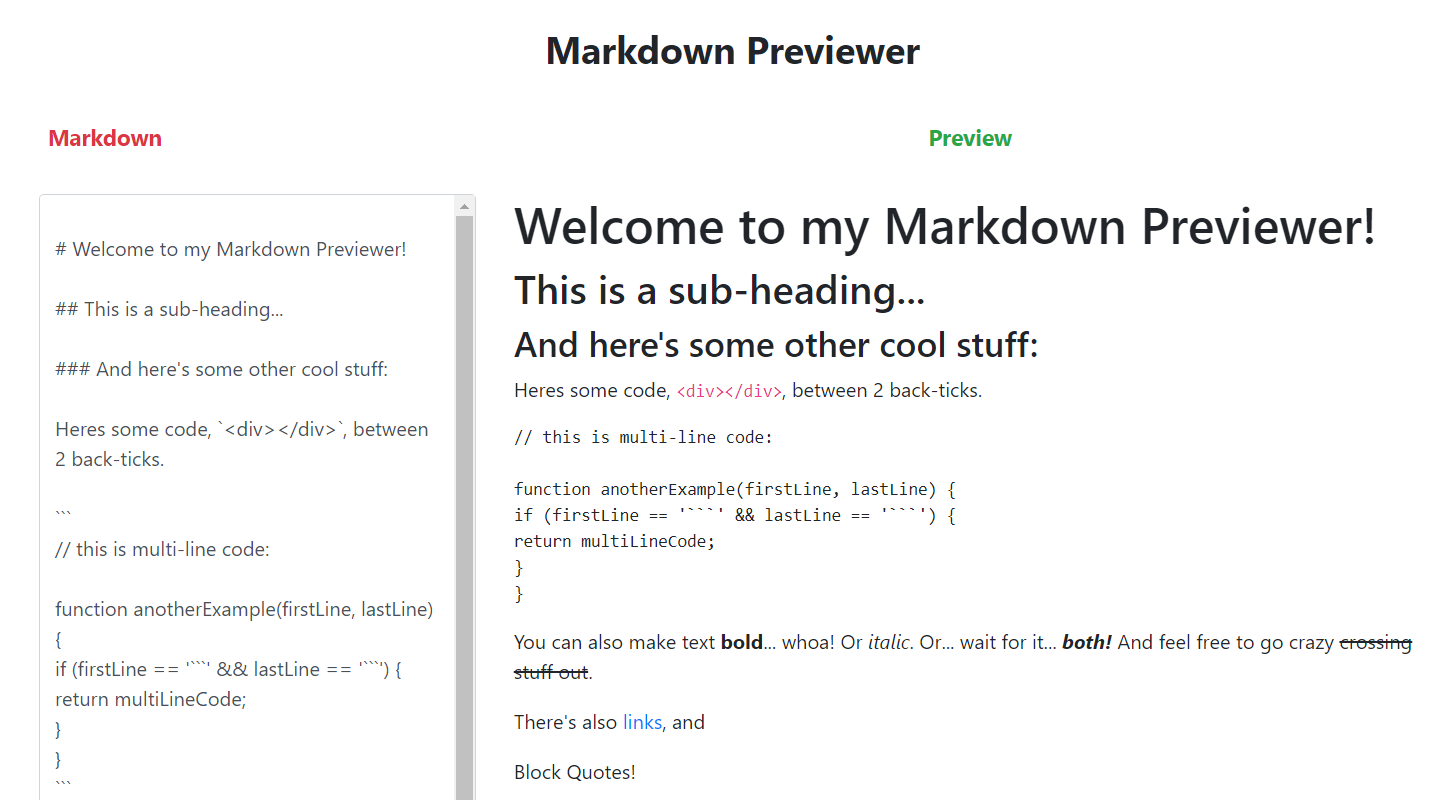 Markdown Previewer
Markdown
Preview
# Welcome to my Markdown Previewer!
## This is a sub-heading...
### And here's some other cool stuff:
Heres some code, `<div></div>`, between
2 back-ticks.
```
// this is multi-line code:
function anotherExample(firstLine, lastLine)
{
if (firstLine == '```' && lastLine == '```') {
return multiLineCode;
}
}
```
Welcome to my Markdown Previewer!
This is a sub-heading...
And here's some other cool stuff:
Heres some code, <div></div>, between 2 back-ticks.
// this is multi-line code:
function anotherExample(firstLine, lastLine) {
if (firstLine == '```' && lastLine == '```') {
return multiLineCode;
}
}
You can also make text bold... whoa! Or italic. Or... wait for it... both! And feel free to go crazy crossing
stuff out.
There's also links, and
Block Quotes!